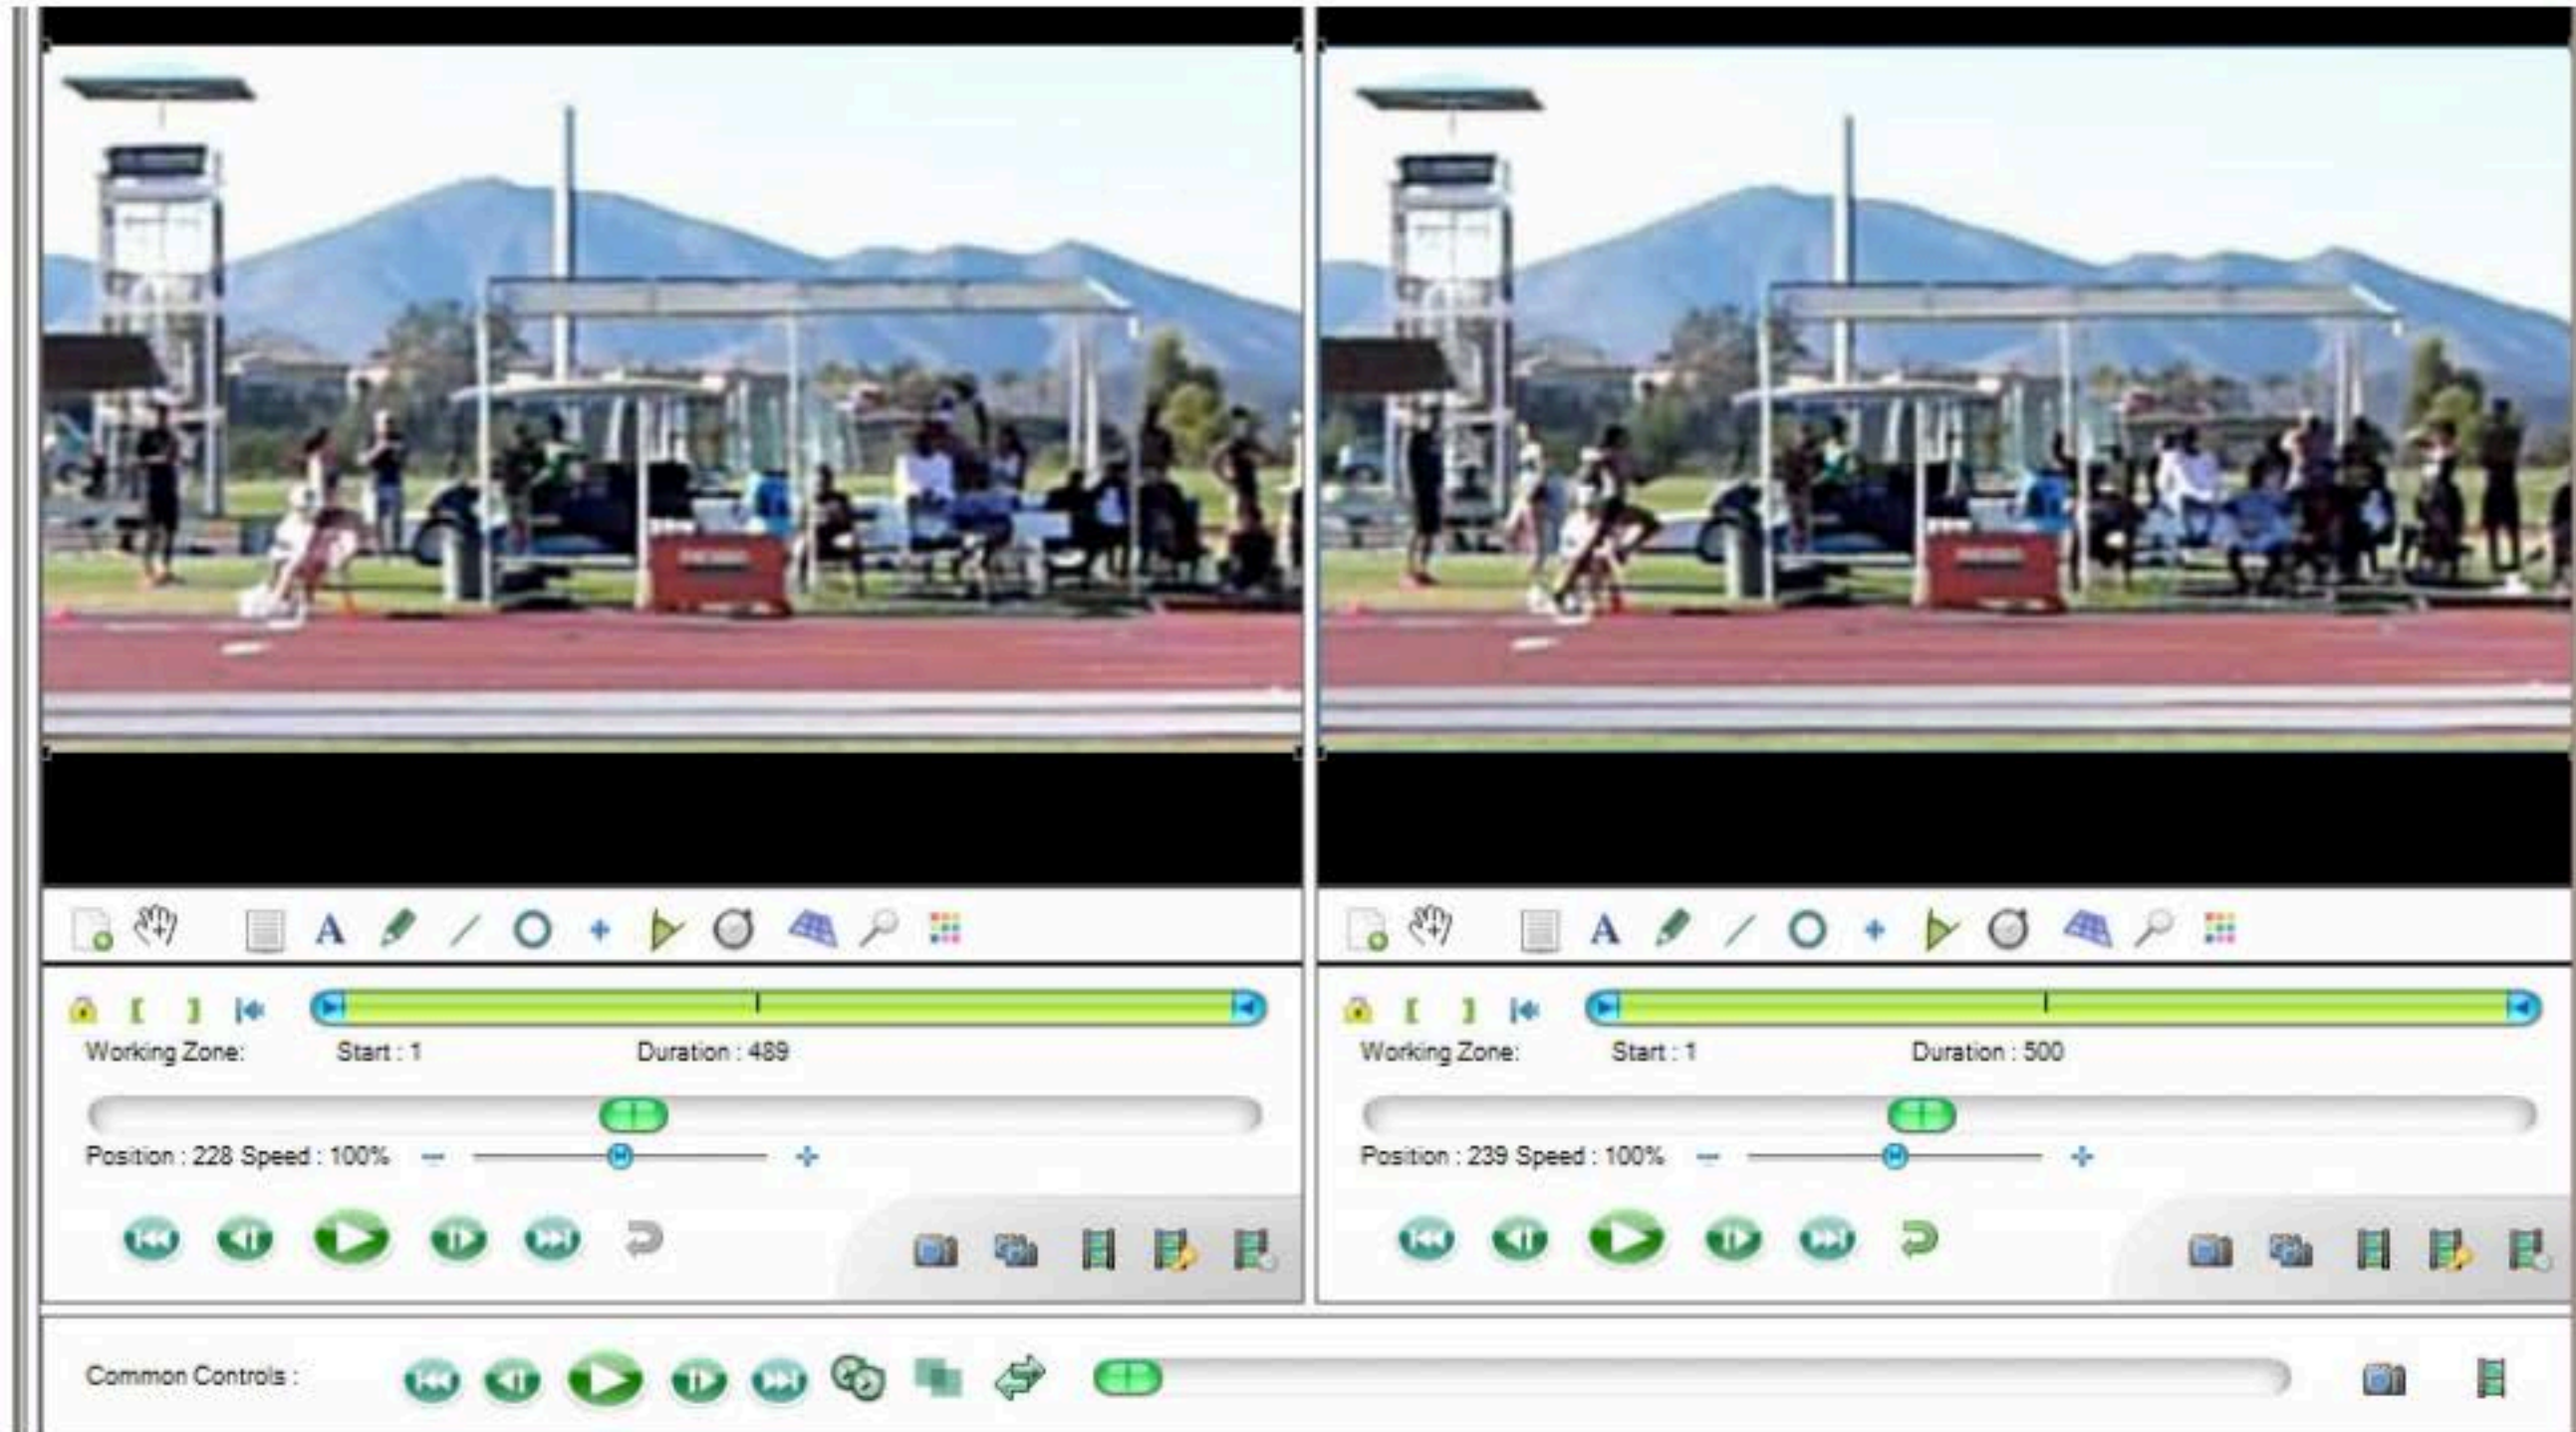 Working Zone: Start : 1 Duration : 489
Position : 228 Speed : 100%
Working Zone: Start : 1 Duration : 500
Position : 239 Speed : 100%
Common Controls :